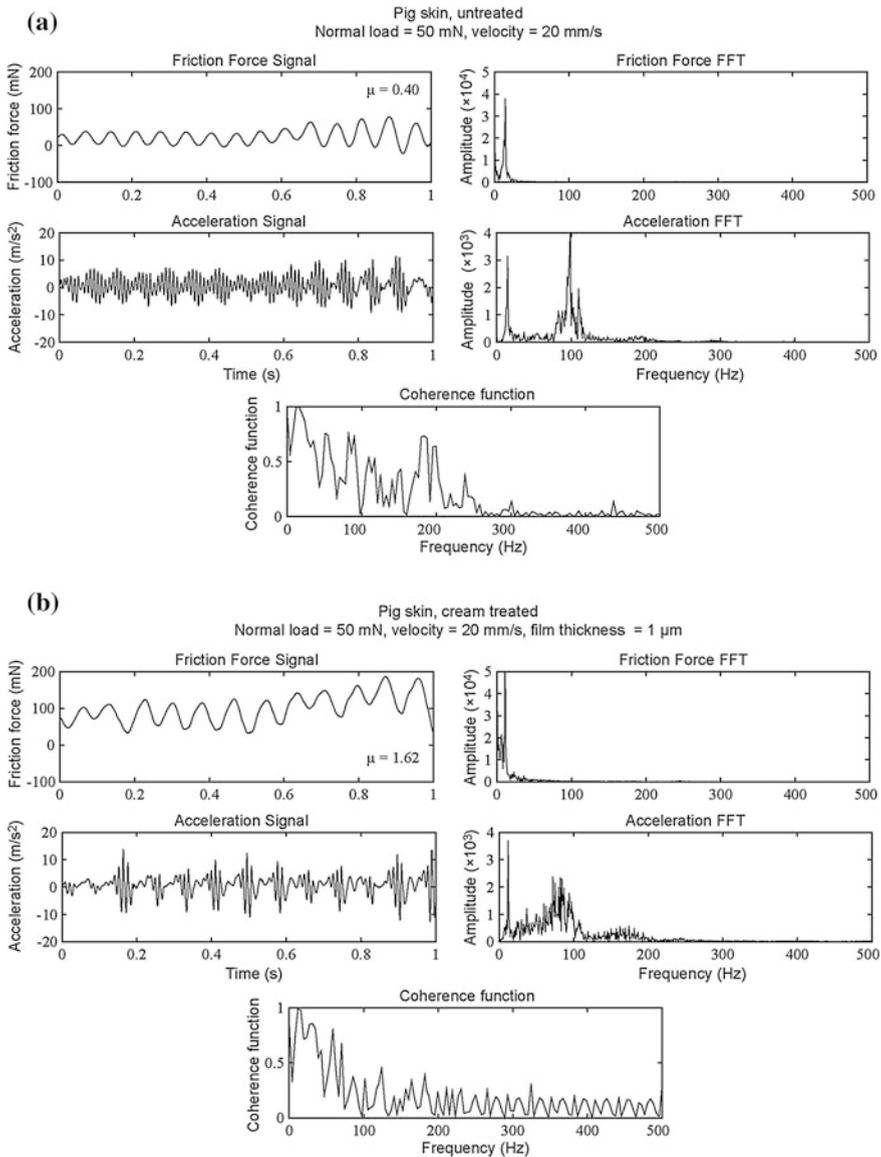 (a)
Pig skin, untreated
Normal load = 50 mN, velocity = 20 mm/s
Friction Force Signal
Friction force (mN)
200
100
0
-100
μ = 0.40
0 0.2 0.4 0.6 0.8 1
Friction Force FFT
Amplitude (×10⁴)
5
4
3
2
1
0
0 100 200 300 400 500
Acceleration Signal
Acceleration (m/s²)
20
10
0
-10
-20
0 0.2 0.4 0.6 0.8 1
Time (s)
Acceleration FFT
Amplitude (×10³)
4
3
2
1
0
0 100 200 300 400 500
Frequency (Hz)
Coherence function
Coherence function
1
0.5
0
0 100 200 300 400 500
Frequency (Hz)
(b)
Pig skin, cream treated
Normal load = 50 mN, velocity = 20 mm/s, film thickness = 1 μm
Friction Force Signal
Friction force (mN)
200
100
0
-100
μ = 1.62
0 0.2 0.4 0.6 0.8 1
Friction Force FFT
Amplitude (×10⁴)
5
4
3
2
1
0
0 100 200 300 400 500
Acceleration Signal
Acceleration (m/s²)
20
10
0
-10
-20
0 0.2 0.4 0.6 0.8 1
Time (s)
Acceleration FFT
Amplitude (×10³)
4
3
2
1
0
0 100 200 300 400 500
Frequency (Hz)
Coherence function
Coherence function
1
0.5
0
0 100 200 300 400 500
Frequency (Hz)